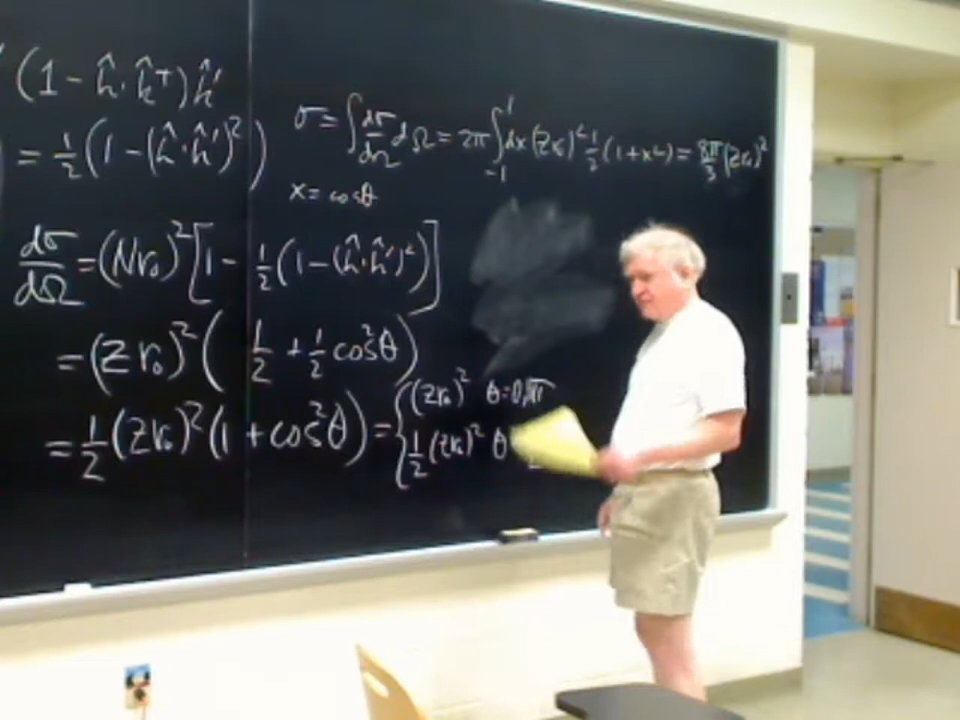 (1 - ĥ·ĥᵀ)ĥ'
= 1/2 (1 - (ĥ·ĥ')²)
σ = ∫ dσ/dΩ dΩ = 2π ∫₋₁¹ dx (Zr₀)² 1/2 (1 + x²) = 8π/3 (Zr₀)²
x = cosθ
dσ/dΩ = (Nr₀)² [1 - 1/2 (1 - (ĥ·ĥ')²)]
= (Zr₀)² (1/2 + 1/2 cos²θ)
= 1/2 (Zr₀)² (1 + cos²θ) = { (Zr₀)² θ = 0, π
1/2 (Zr₀)² θ